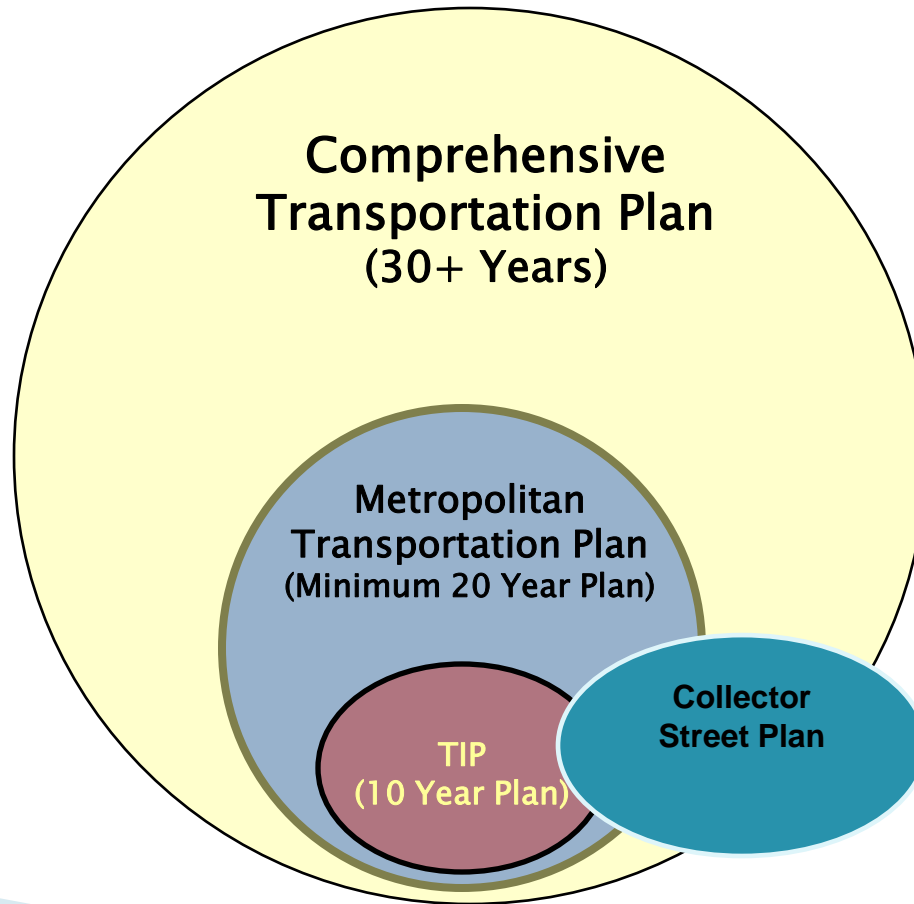 Comprehensive
Transportation Plan
(30+ Years)
Metropolitan
Transportation Plan
(Minimum 20 Year Plan)
Collector
Street Plan
TIP
(10 Year Plan)